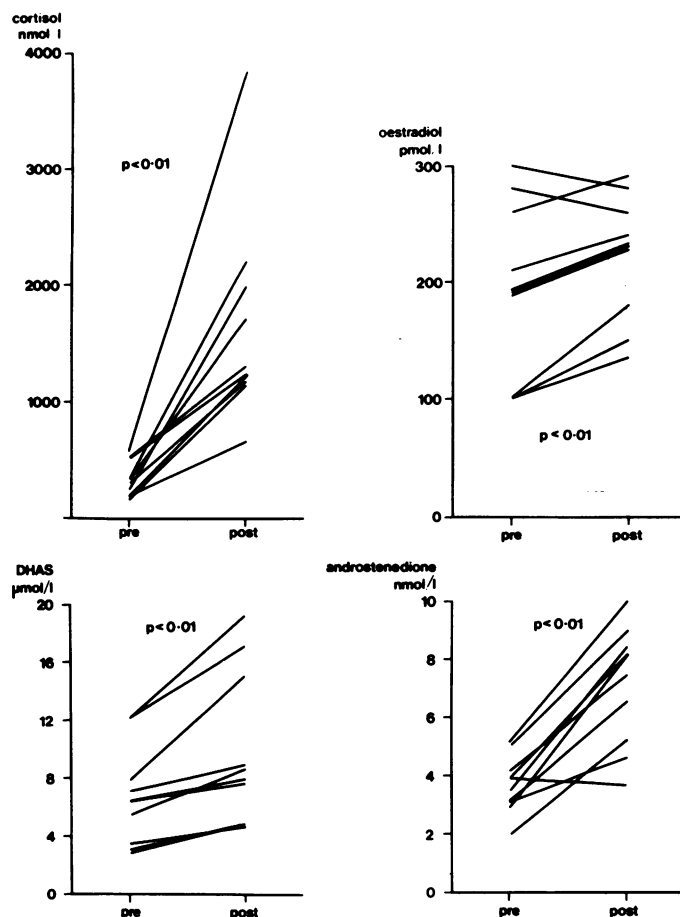 cortisol
nmol l
4000
3000
2000
1000
p<0·01
pre
post
oestradiol
pmol. l
300
200
100
0
p<0·01
pre
post
DHAS
µmol/l
20
16
12
8
4
0
p<0·01
pre
post
androstenedione
nmol/l
10
8
6
4
2
0
p<0·01
pre
post